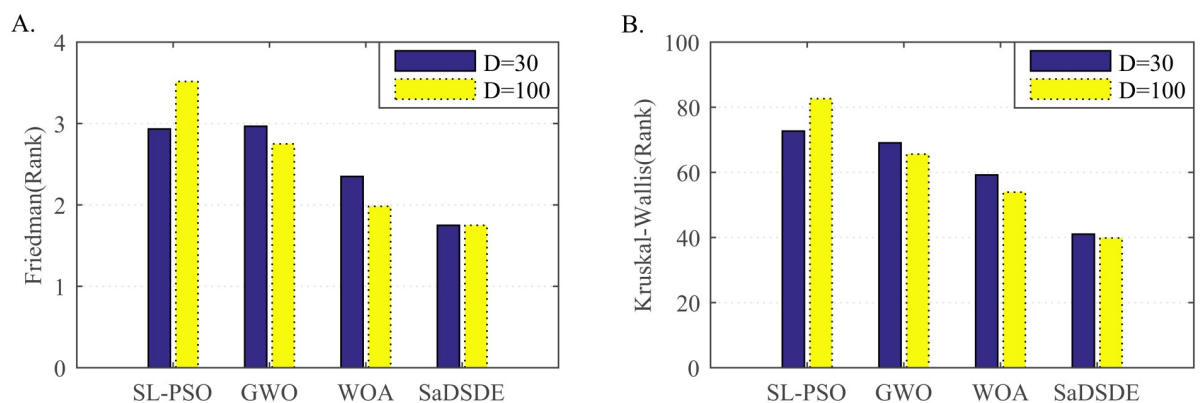 A.
4
3
2
1
0
Friedman(Rank)
D=30
D=100
SL-PSO GWO WOA SaDSDE
B.
100
80
60
40
20
0
Kruskal-Wallis(Rank)
D=30
D=100
SL-PSO GWO WOA SaDSDE